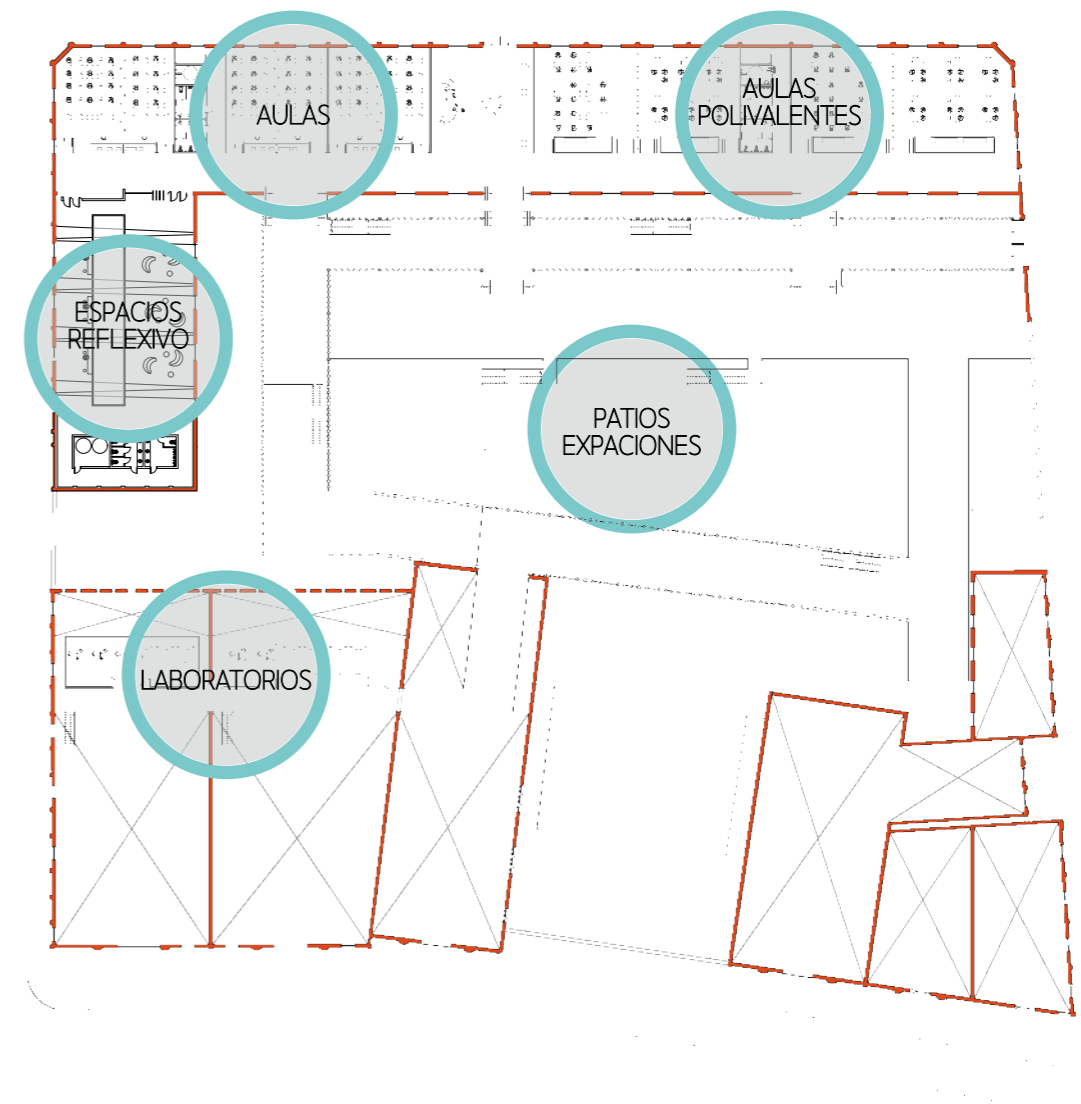 AULAS
AULAS
POLIVALENTES
ESPACIOS
REFLEXIVO
PATIOS
EXPACIONES
LABORATORIOS